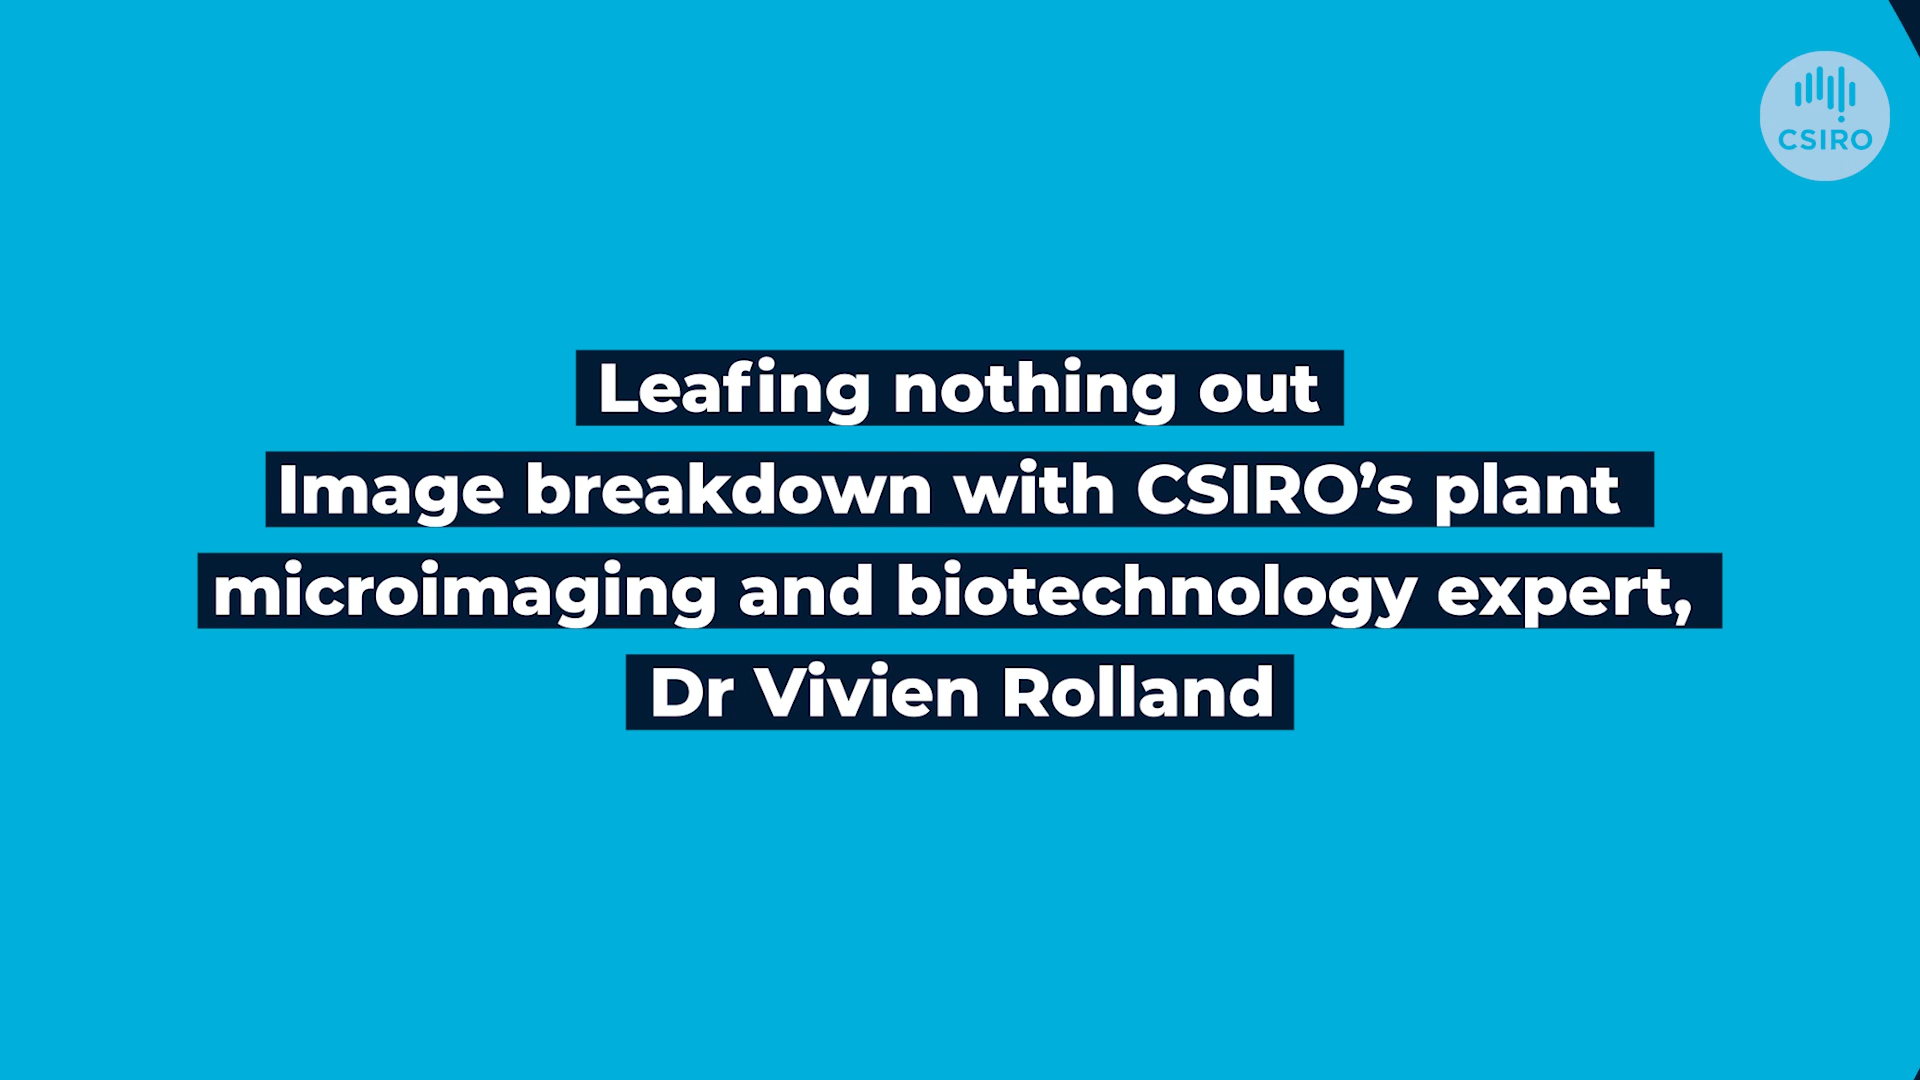 CSIRO
Leafing nothing out
Image breakdown with CSIRO’s plant
microimaging and biotechnology expert,
Dr Vivien Rolland